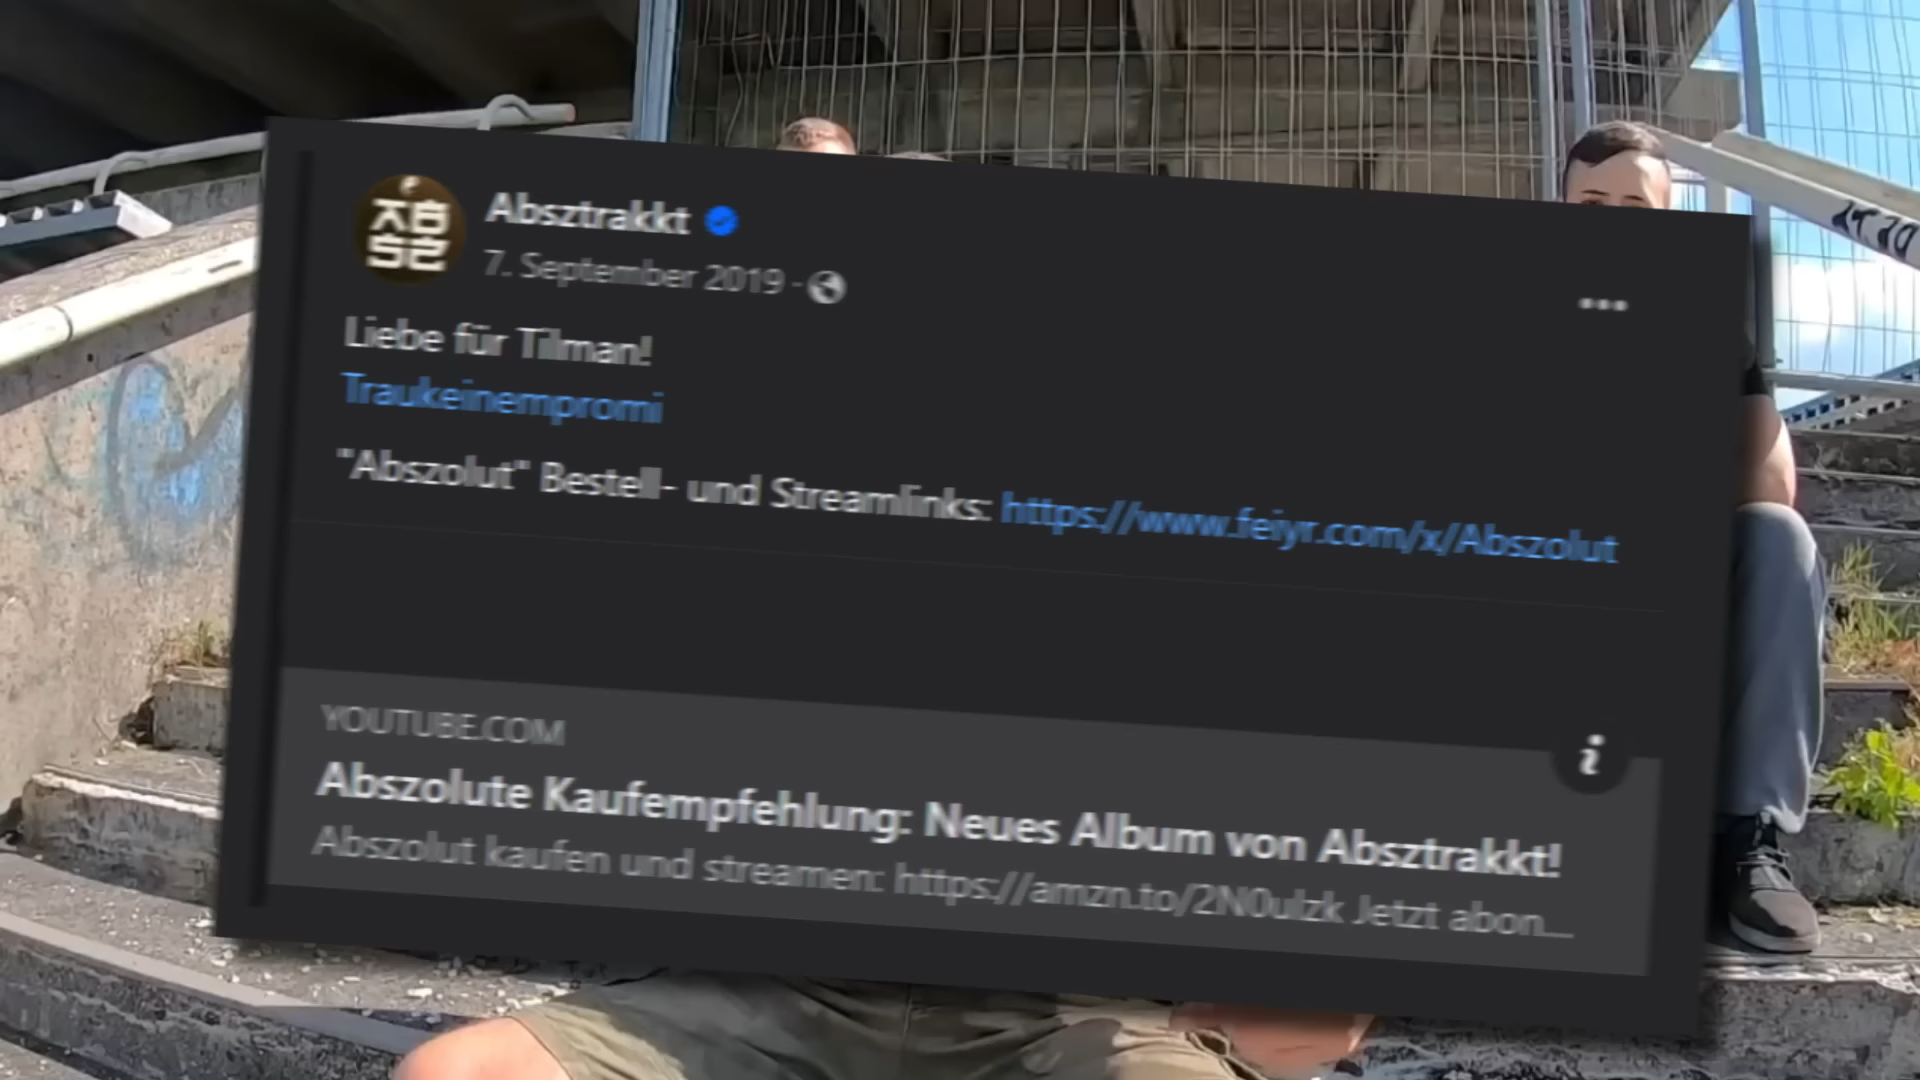 ABSZ
Absztrakkt
7. September 2019 ·
Liebe für Tilman!
Traukeinempromi
"Abszolut" Bestell- und Streamlinks: https://www.feiyr.com/x/Abszolut
YOUTUBE.COM
i
Abszolute Kaufempfehlung: Neues Album von Absztrakkt!
Abszolut kaufen und streamen: https://amzn.to/2N0ulzk Jetzt abon...